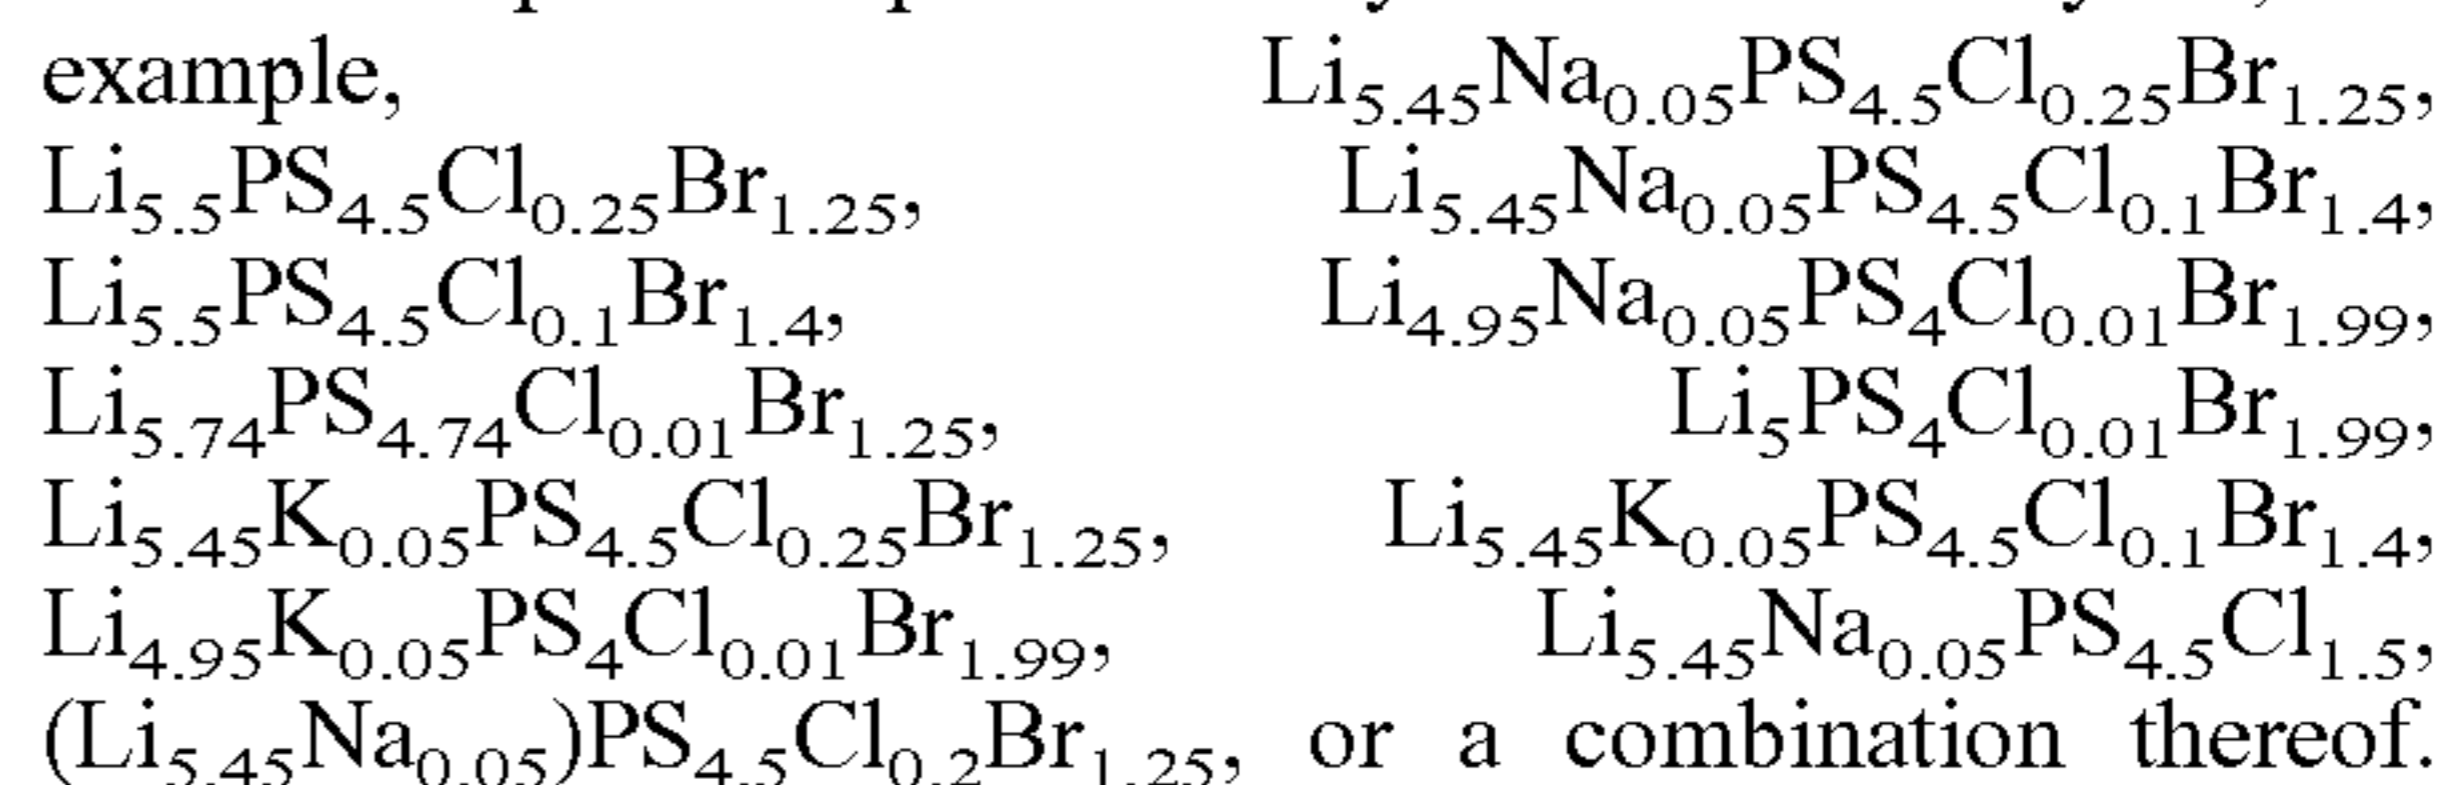 example, Li₅.₄₅Na₀.₀₅PS₄.₅Cl₀.₂₅Br₁.₂₅,
Li₅.₅PS₄.₅Cl₀.₂₅Br₁.₂₅, Li₅.₄₅Na₀.₀₅PS₄.₅Cl₀.₁Br₁.₄,
Li₅.₅PS₄.₅Cl₀.₁Br₁.₄, Li₄.₉₅Na₀.₀₅PS₄Cl₀.₀₁Br₁.₉₉,
Li₅.₇₄PS₄.₇₄Cl₀.₀₁Br₁.₂₅, Li₅PS₄Cl₀.₀₁Br₁.₉₉,
Li₅.₄₅K₀.₀₅PS₄.₅Cl₀.₂₅Br₁.₂₅, Li₅.₄₅K₀.₀₅PS₄.₅Cl₀.₁Br₁.₄,
Li₄.₉₅K₀.₀₅PS₄Cl₀.₀₁Br₁.₉₉, Li₅.₄₅Na₀.₀₅PS₄.₅Cl₁.₅,
(Li₅.₄₅Na₀.₀₅)PS₄.₅Cl₀.₂Br₁.₂₅, or a combination thereof.